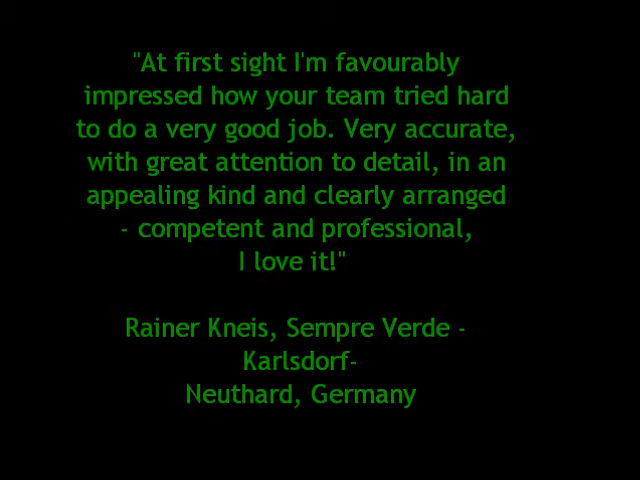 "At first sight I'm favourably
impressed how your team tried hard
to do a very good job. Very accurate,
with great attention to detail, in an
appealing kind and clearly arranged
- competent and professional,
I love it!"
Rainer Kneis, Sempre Verde -
Karlsdorf-
Neuthard, Germany